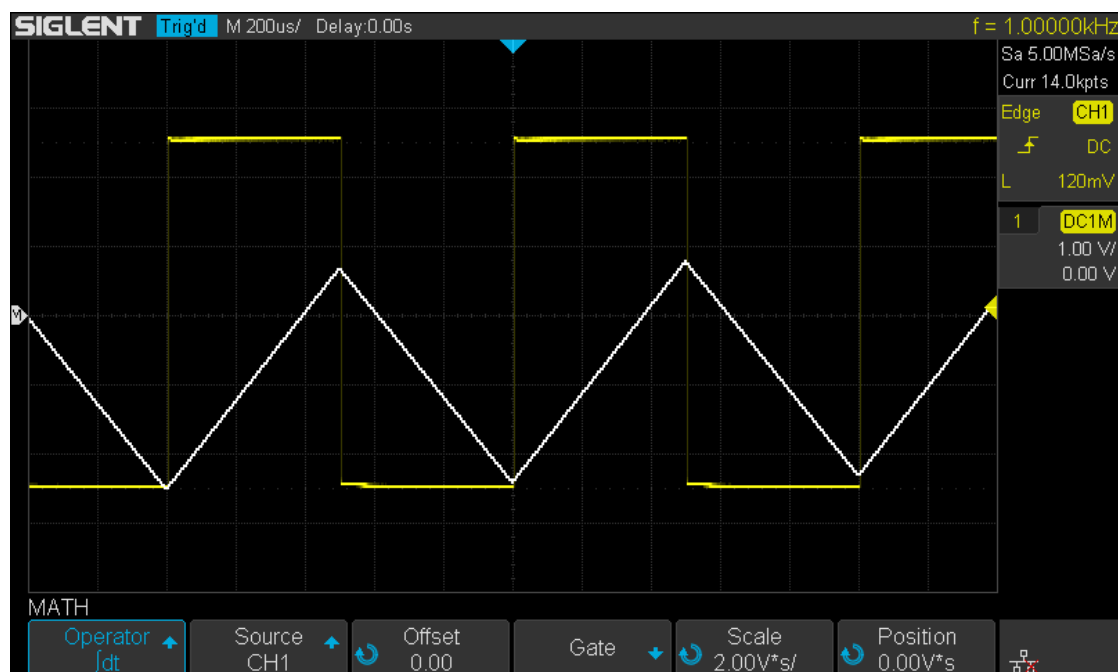 SIGLENT Trig'd M 200us/ Delay:0.00s f = 1.00000kHz
Sa 5.00MSa/s
Curr 14.0kpts
Edge CH1
DC
L 120mV
1 DC1M
1.00 V/
0.00 V
M
MATH
Operator
∫dt
Source
CH1
Offset
0.00
Gate
Scale
2.00V*s/
Position
0.00V*s